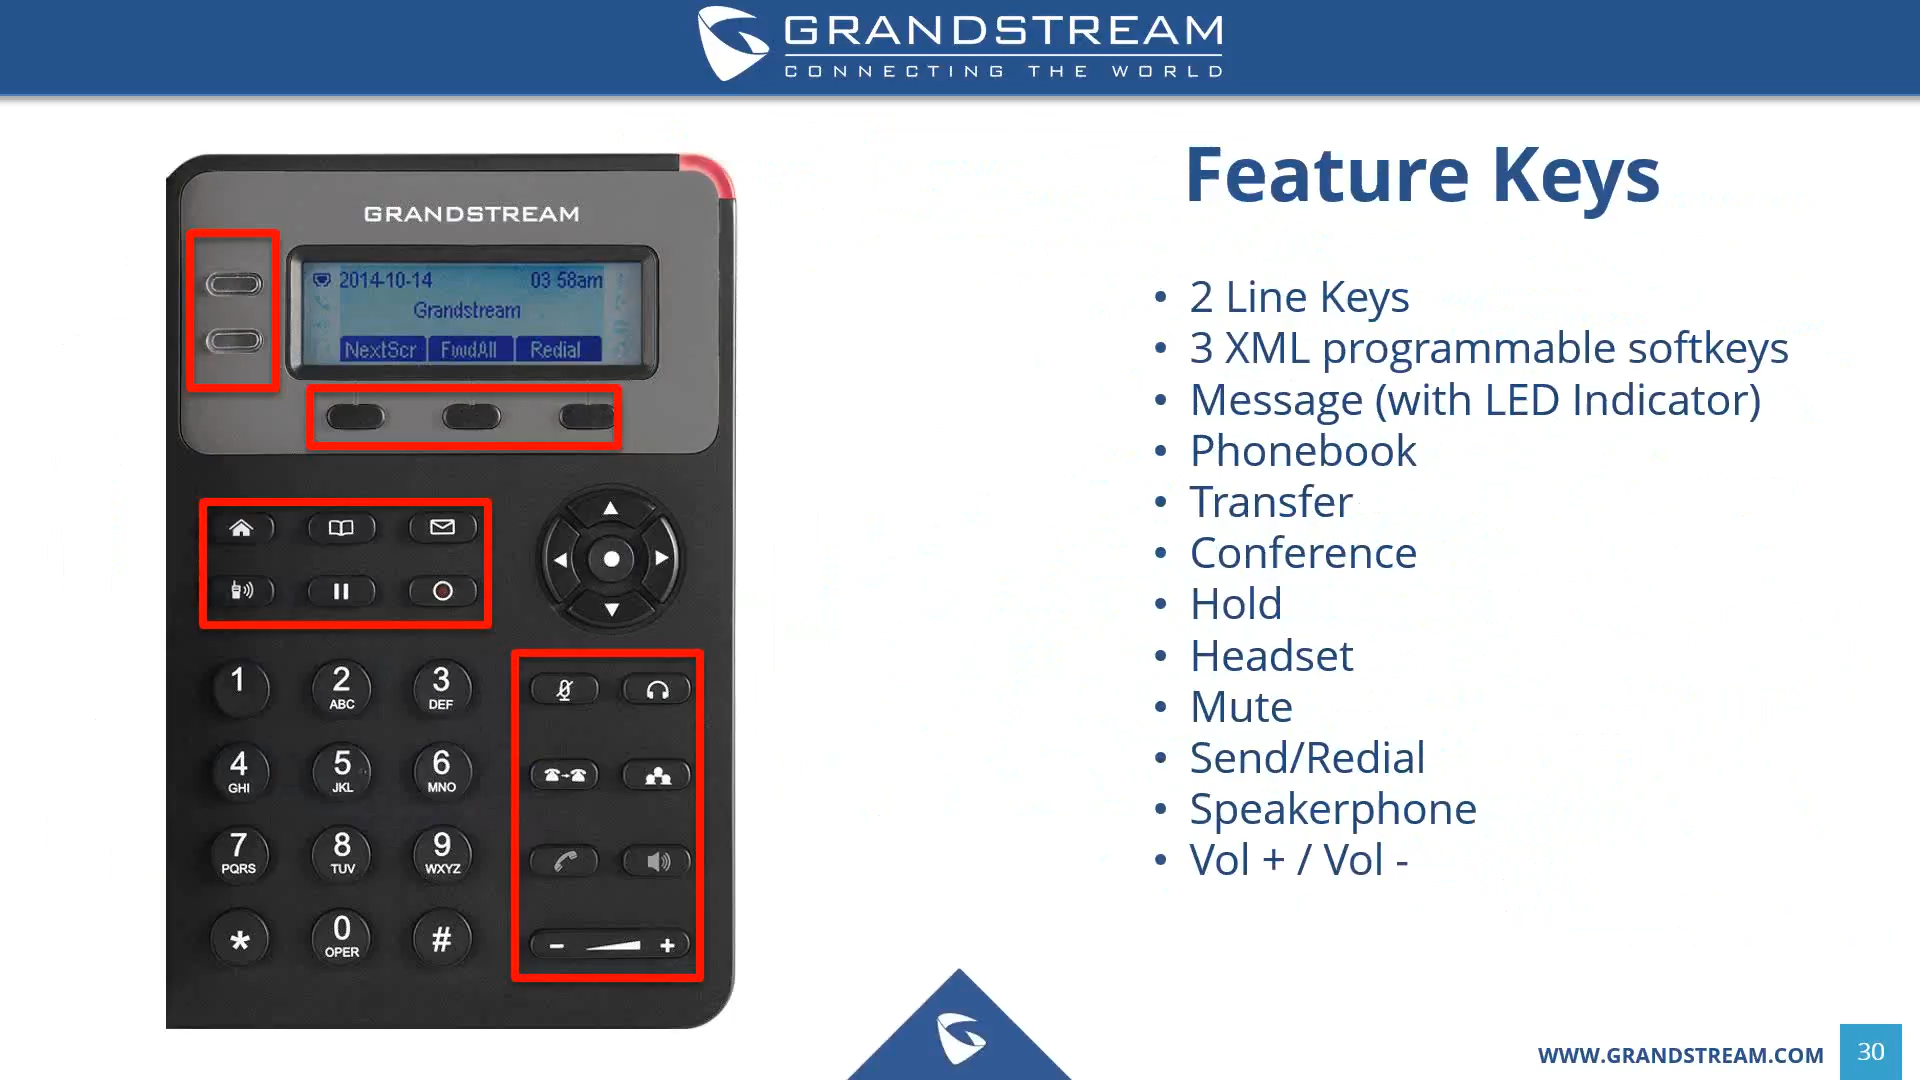 GRANDSTREAM
CONNECTING THE WORLD
GRANDSTREAM
2014-10-14 03 58am
Grandstream
NextScr FwdAll Redial
1 2 ABC 3 DEF
4 GHI 5 JKL 6 MNO
7 PQRS 8 TUV 9 WXYZ
* 0 OPER #
- +
Feature Keys
• 2 Line Keys
• 3 XML programmable softkeys
• Message (with LED Indicator)
• Phonebook
• Transfer
• Conference
• Hold
• Headset
• Mute
• Send/Redial
• Speakerphone
• Vol + / Vol -
WWW.GRANDSTREAM.COM 30